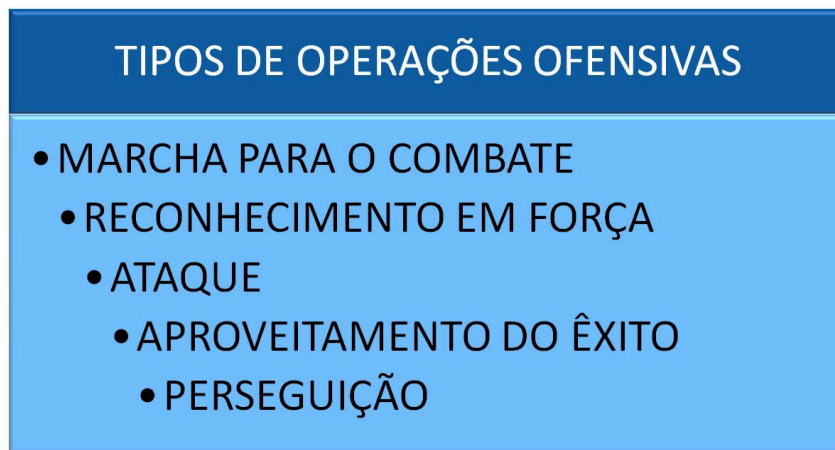 TIPOS DE OPERAÇÕES OFENSIVAS
• MARCHA PARA O COMBATE
• RECONHECIMENTO EM FORÇA
• ATAQUE
• APROVEITAMENTO DO ÊXITO
• PERSEGUIÇÃO